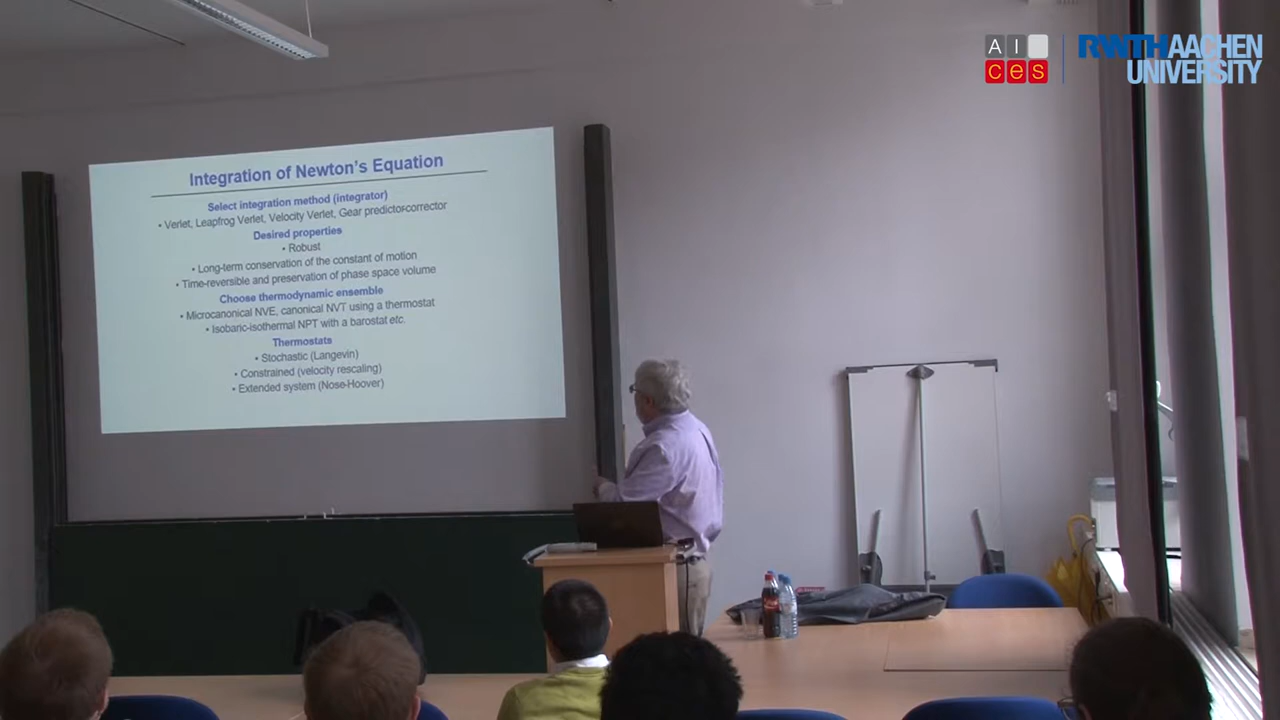 AI
ces
RWTH AACHEN
UNIVERSITY
Integration of Newton's Equation
Select integration method (integrator)
• Verlet, Leapfrog Verlet, Velocity Verlet, Gear predictor-corrector
Desired properties
• Robust
• Long-term conservation of the constant of motion
• Time-reversible and preservation of phase space volume
Choose thermodynamic ensemble
• Microcanonical NVE, canonical NVT using a thermostat
• Isobaric-isothermal NPT with a barostat etc.
Thermostats
• Stochastic (Langevin)
• Constrained (velocity rescaling)
• Extended system (Nose-Hoover)